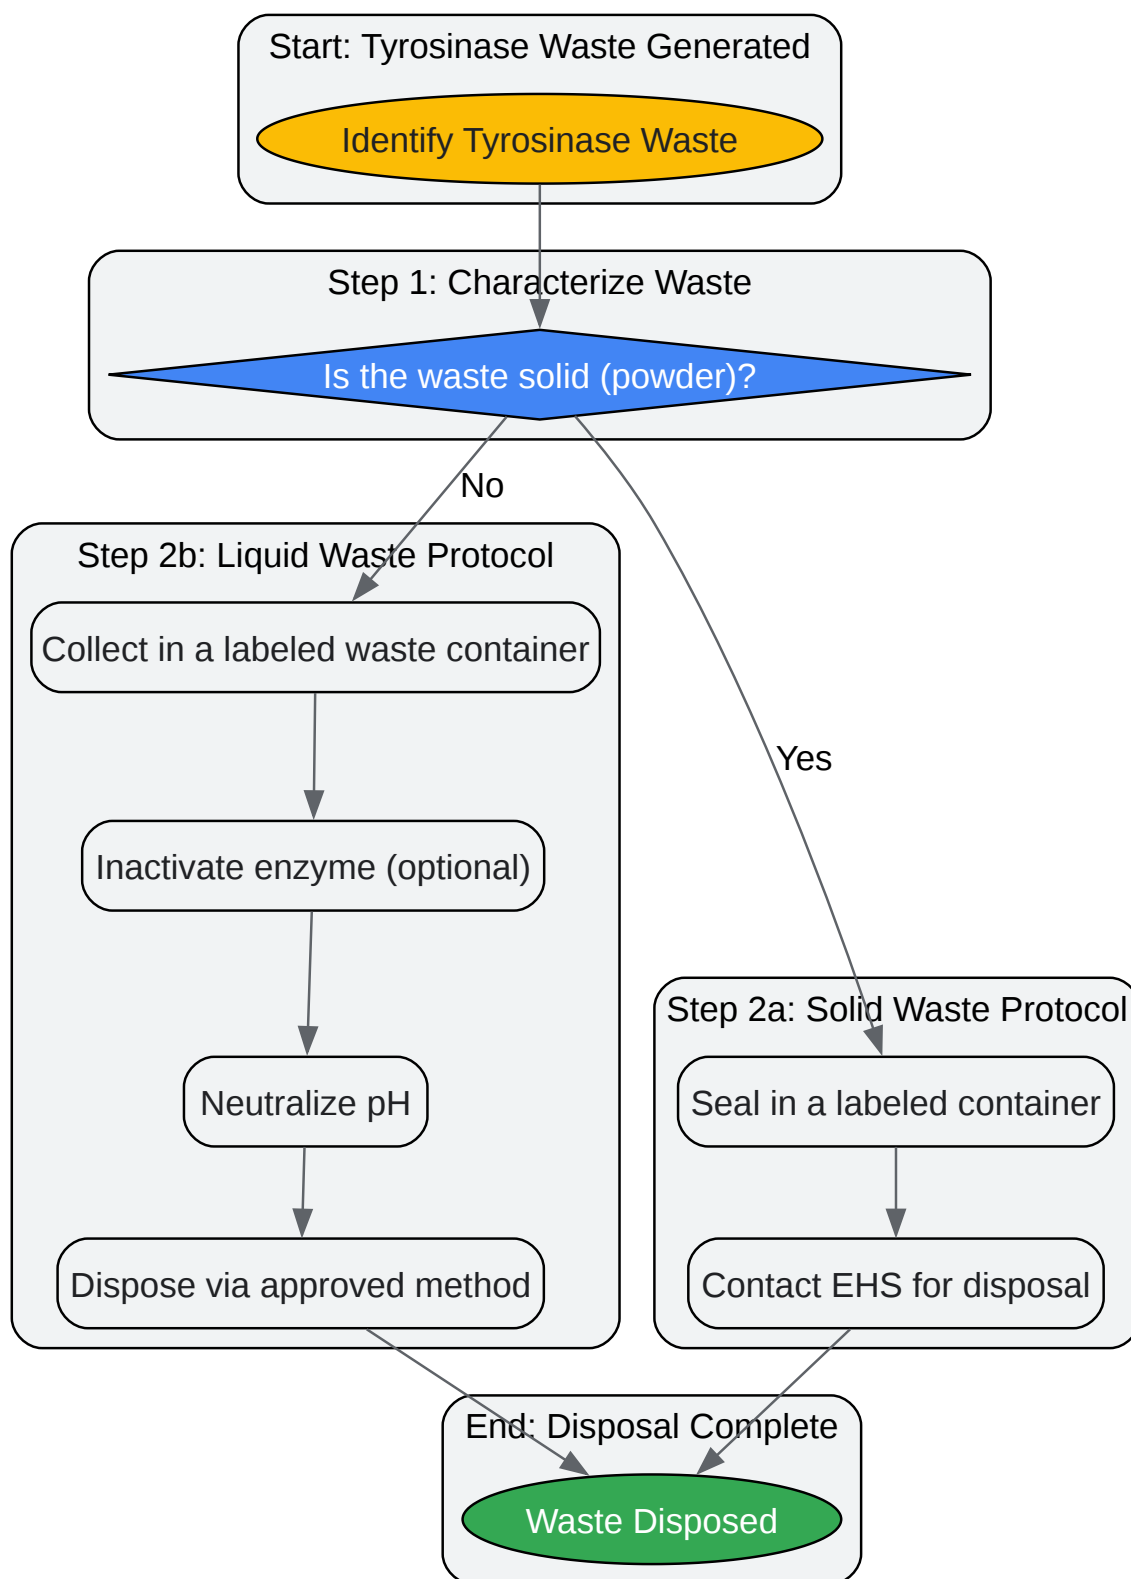 Start: Tyrosinase Waste Generated
Identify Tyrosinase Waste
Step 1: Characterize Waste
Is the waste solid (powder)?
No
Step 2b: Liquid Waste Protocol
Collect in a labeled waste container
Inactivate enzyme (optional)
Neutralize pH
Dispose via approved method
Yes
Step 2a: Solid Waste Protocol
Seal in a labeled container
Contact EHS for disposal
End: Disposal Complete
Waste Disposed